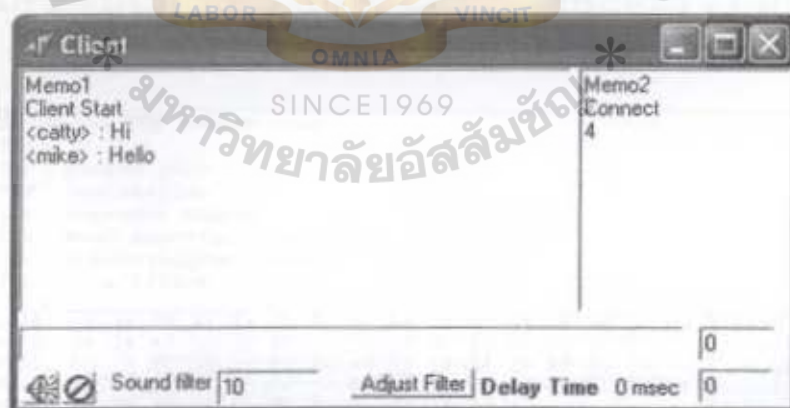 LABOR VINCIT
OMNIA
Client
SINCE1969
มหาวิทยาลัยอัสสัมชัญ
Memo1
Client Start
<catty> : Hi
<mike> : Hello
Memo2
Connect
4
0
Sound filter 10 Adjust Filter Delay Time 0 msec 0